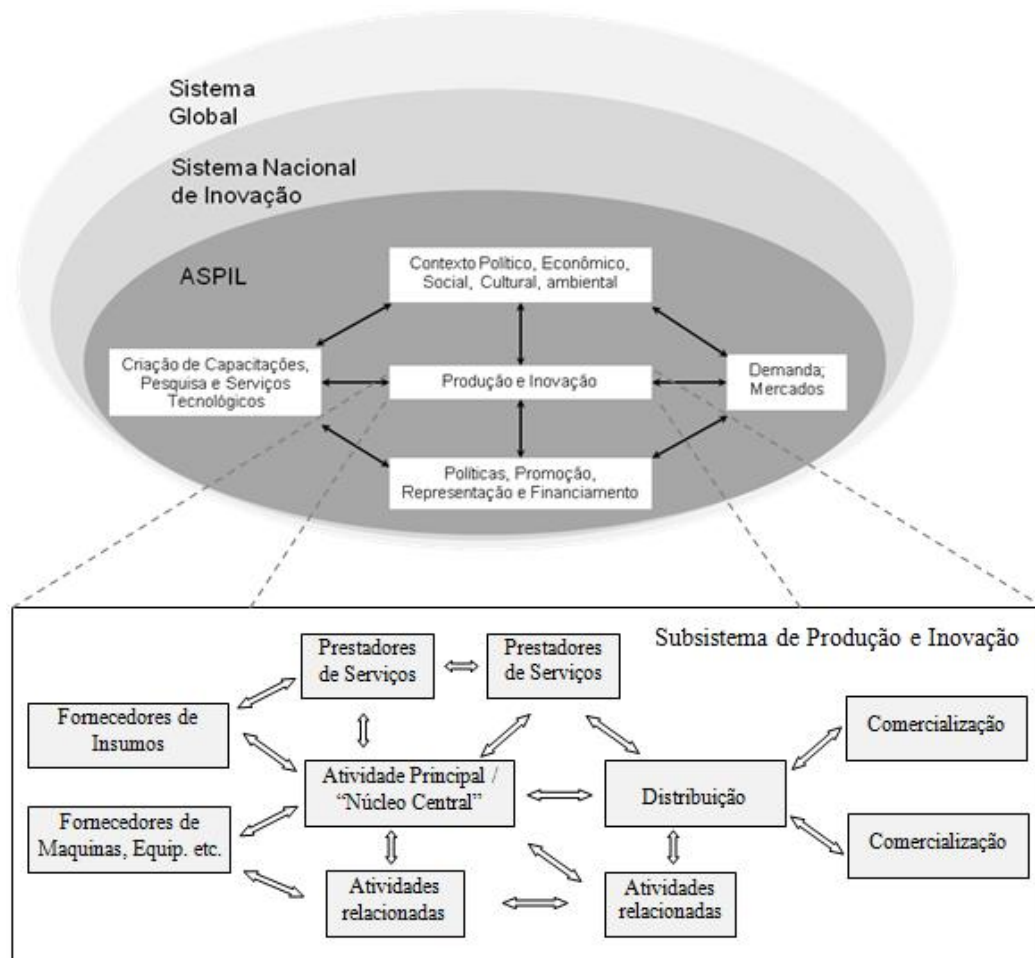 Sistema
Global
Sistema Nacional
de Inovação
ASPIL
Contexto Político, Econômico,
Social, Cultural, ambiental
Criação de Capacitações,
Pesquisa e Serviços
Tecnológicos
Produção e Inovação
Demanda;
Mercados
Políticas, Promoção,
Representação e Financiamento
Subsistema de Produção e Inovação
Prestadores
de Serviços
Prestadores
de Serviços
Fornecedores de
Insumos
Comercialização
Atividade Principal /
“Núcleo Central”
Distribuição
Fornecedores de
Maquinas, Equip. etc.
Comercialização
Atividades
relacionadas
Atividades
relacionadas